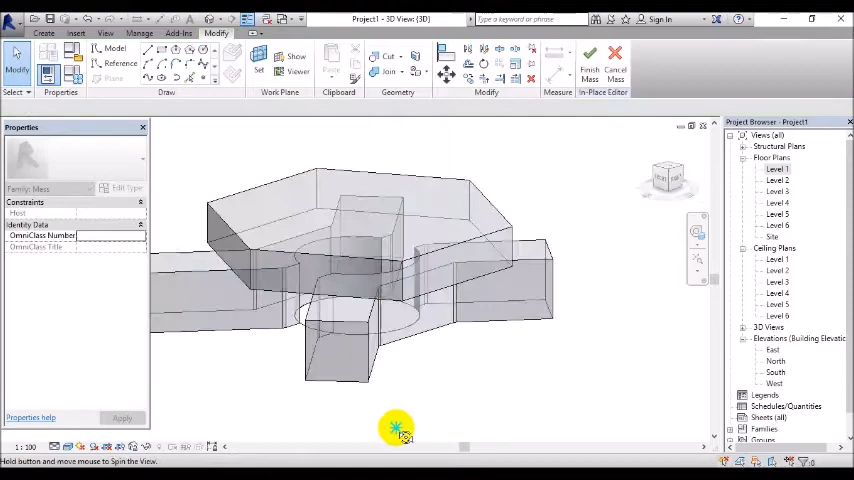 Project1 - 3D View: {3D}
Type a keyword or phrase
Sign In
Create Insert View Manage Add-Ins Modify
Modify
Model
Reference
Plane
Set
Show
Viewer
Paste
Cut
Join
Finish Mass
Cancel Mass
Select Properties Draw Work Plane Clipboard Geometry Modify Measure In-Place Editor
Properties
Family: Mass
Edit Type
Constraints
Host
Identity Data
OmniClass Number
OmniClass Title
Properties help
Apply
FRONT
RIGHT
Project Browser - Project1
Views (all)
Structural Plans
Floor Plans
Level 1
Level 2
Level 3
Level 4
Level 5
Level 6
Site
Ceiling Plans
Level 1
Level 2
Level 3
Level 4
Level 5
Level 6
3D Views
Elevations (Building Elevatio
East
North
South
West
Legends
Schedules/Quantities
Sheets (all)
Families
Groups
1 : 100
Hold button and move mouse to Spin the View.
:0